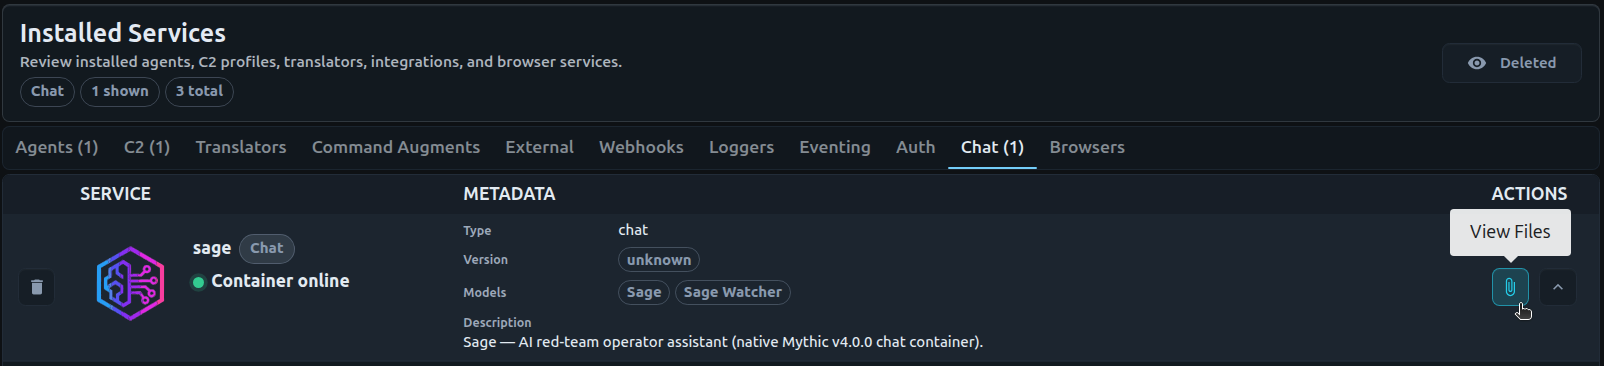 Installed Services
Review installed agents, C2 profiles, translators, integrations, and browser services.
Chat 1 shown 3 total
Deleted
Agents (1) C2 (1) Translators Command Augments External Webhooks Loggers Eventing Auth Chat (1) Browsers
SERVICE METADATA ACTIONS
View Files
sage Chat
Container online
Type chat
Version unknown
Models Sage Sage Watcher
Description
Sage — AI red-team operator assistant (native Mythic v4.0.0 chat container).